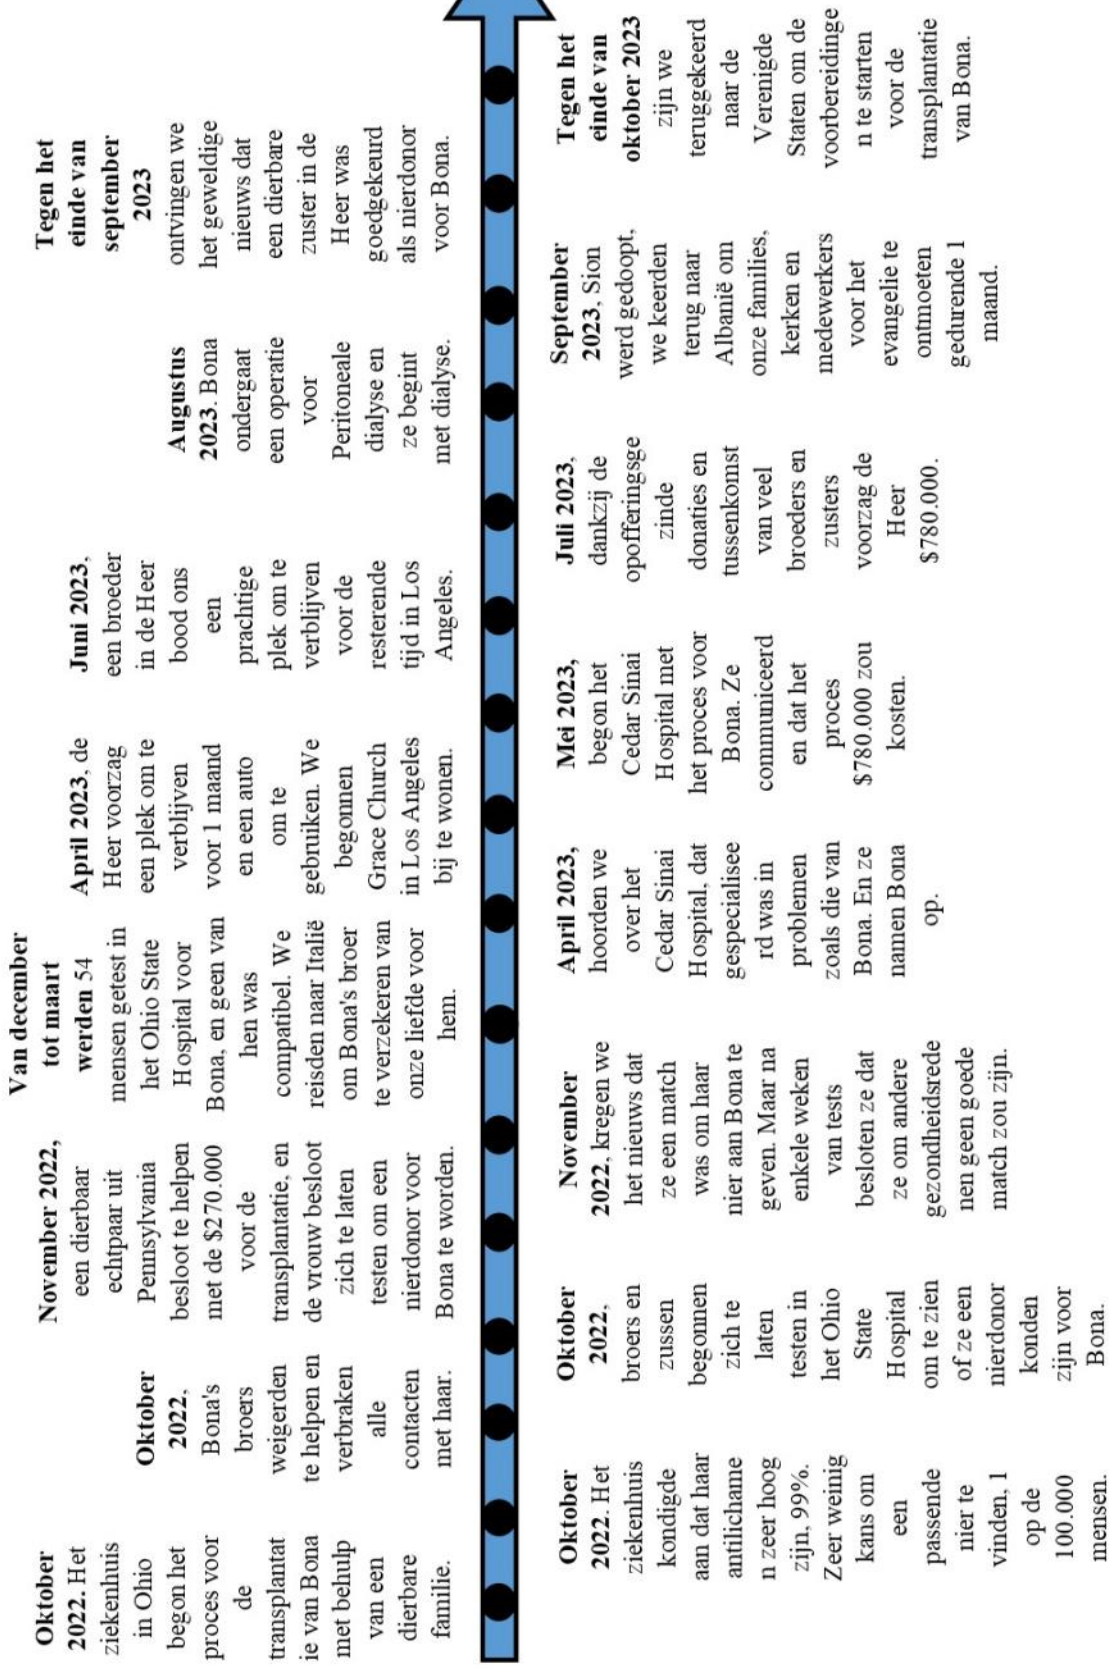 Oktober
2022. Het
ziekenhuis
in Ohio
begon het
proces voor
de
transplantat
ie van Bona
met behulp
van een
dierbare
familie.
Oktober
2022,
Bona's
broers
weigerden
te helpen en
verbraken
alle
contacten
met haar.
November 2022,
een dierbaar
echtpaar uit
Pennsylvania
besloot te helpen
met de $270.000
voor de
transplantatie, en
de vrouw besloot
zich te laten
testen om een
nierdonor voor
Bona te worden.
Van december
tot maart
werden 54
mensen getest in
het Ohio State
Hospital voor
Bona, en geen van
hen was
compatibel. We
reisden naar Italië
om Bona's broer
te verzekeren van
onze liefde voor
hem.
April 2023, de
Heer voorzag
een plek om te
verblijven
voor 1 maand
en een auto
om te
gebruiken. We
begonnen
Grace Church
in Los Angeles
bij te wonen.
Juni 2023,
een broeder
in de Heer
bood ons
een
prachtige
plek om te
verblijven
voor de
resterende
tijd in Los
Angeles.
Augustus
2023. Bona
ondergaat
een operatie
voor
Peritoneale
dialyse en
ze begint
met dialyse.
Tegen het
einde van
september
2023
ontvingen we
het geweldige
nieuws dat
een dierbare
zuster in de
Heer was
goedgekeurd
als nierdonor
voor Bona.
Oktober
2022. Het
ziekenhuis
kondigde
aan dat haar
antilichame
n zeer hoog
zijn, 99%.
Zeer weinig
kans om
een
passende
nier te
vinden, 1
op de
100.000
mensen.
Oktober
2022,
broers en
zussen
begonnen
zich te
laten
testen in
het Ohio
State
Hospital
om te zien
of ze een
nierdonor
konden
zijn voor
Bona.
November
2022, kregen we
het nieuws dat
ze een match
was om haar
nier aan Bona te
geven. Maar na
enkele weken
van tests
besloten ze dat
ze om andere
gezondheidsrede
nen geen goede
match zou zijn.
April 2023,
hoorden we
over het
Cedar Sinai
Hospital, dat
gespecialisee
rd was in
problemen
zoals die van
Bona. En ze
namen Bona
op.
Mei 2023,
begon het
Cedar Sinai
Hospital met
het proces voor
Bona. Ze
communiceerd
en dat het
proces
$780.000 zou
kosten.
Juli 2023,
dankzij de
opofferingsge
zinde
donaties en
tussenkomst
van veel
broeders en
zusters
voorzag de
Heer
$780.000.
September
2023, Sion
werd gedoopt,
we keerden
terug naar
Albanië om
onze families,
kerken en
medewerkers
voor het
evangelie te
ontmoeten
gedurende 1
maand.
Tegen het
einde van
oktober 2023
zijn we
teruggekeerd
naar de
Verenigde
Staten om de
voorbereidinge
n te starten
voor de
transplantatie
van Bona.